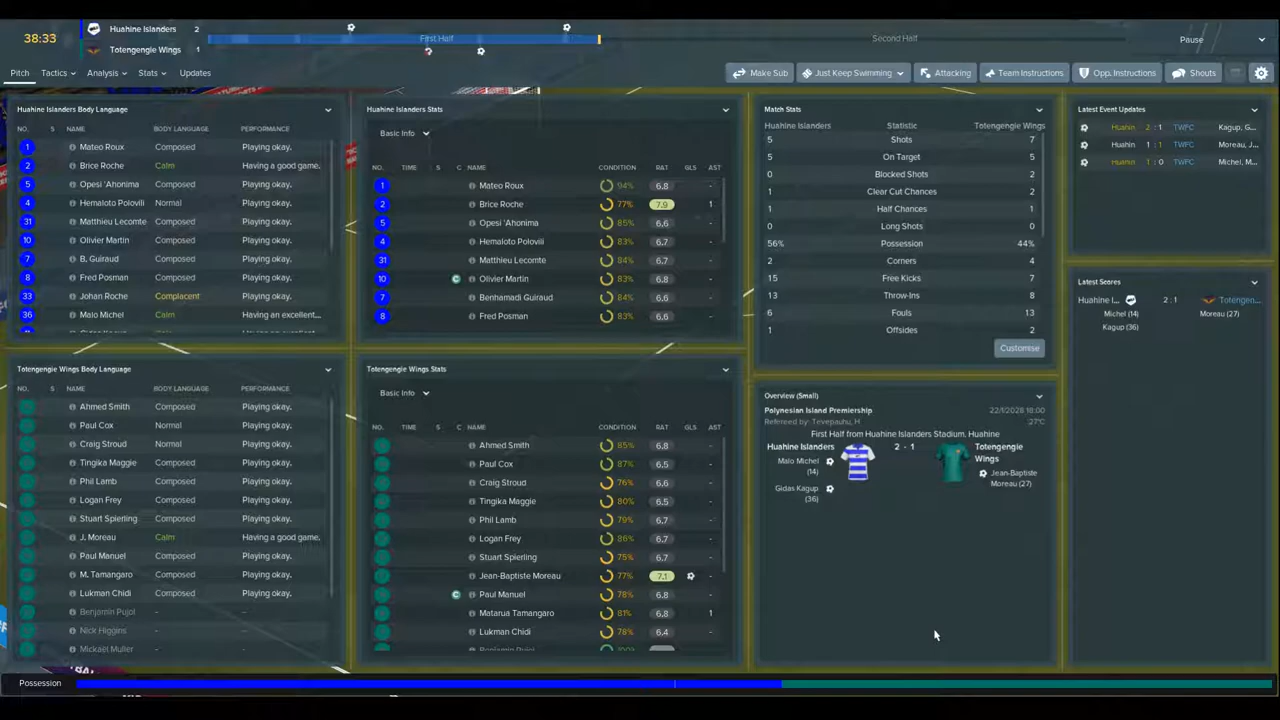 38:33
Huahine Islanders 2
Totengengie Wings 1
First Half
Second Half
Pause
Pitch Tactics Analysis Stats Updates
Make Sub Just Keep Swimming Attacking Team Instructions Opp. Instructions Shouts
Huahine Islanders Body Language
NO. S NAME BODY LANGUAGE PERFORMANCE
1 Mateo Roux Composed Playing okay.
2 Brice Roche Calm Having a good game.
5 Opesi 'Ahonima Composed Playing okay.
4 Hemaloto Polovili Normal Playing okay.
31 Matthieu Lecomte Composed Playing okay.
10 Olivier Martin Composed Playing okay.
7 B. Guiraud Composed Playing okay.
8 Fred Posman Composed Playing okay.
33 Johan Roche Complacent Playing okay.
36 Malo Michel Calm Having an excellent...
Huahine Islanders Stats
Basic Info
NO. TIME S C NAME CONDITION RAT GLS AST
1 Mateo Roux 94% 6.8 -
2 Brice Roche 77% 7.9 1
5 Opesi 'Ahonima 85% 6.6 -
4 Hemaloto Polovili 83% 6.7 -
31 Matthieu Lecomte 84% 6.7 -
10 C Olivier Martin 83% 6.8 -
7 Benhamadi Guiraud 84% 6.6 -
8 Fred Posman 83% 6.6 -
Match Stats
Huahine Islanders Statistic Totengengie Wings
5 Shots 7
5 On Target 5
0 Blocked Shots 2
1 Clear Cut Chances 2
1 Half Chances 1
0 Long Shots 0
56% Possession 44%
2 Corners 4
15 Free Kicks 7
13 Throw-Ins 8
6 Fouls 13
1 Offsides 2
Customise
Latest Event Updates
Huahin 2 : 1 TWFC Kagup, G...
Huahin 1 : 1 TWFC Moreau, J...
Huahin 1 : 0 TWFC Michel, M...
Latest Scores
Huahine I... 2 : 1 Totengen...
Michel (14) Moreau (27)
Kagup (36)
Totengengie Wings Body Language
NO. S NAME BODY LANGUAGE PERFORMANCE
Ahmed Smith Composed Playing okay.
Paul Cox Normal Playing okay.
Craig Stroud Normal Playing okay.
Tingika Maggie Composed Playing okay.
Phil Lamb Composed Playing okay.
Logan Frey Composed Playing okay.
Stuart Spierling Composed Playing okay.
J. Moreau Calm Having a good game.
Paul Manuel Composed Playing okay.
M. Tamangaro Composed Playing okay.
Lukman Chidi Composed Playing okay.
Benjamin Pujol - -
Nick Higgins - -
Mickaël Muller - -
Totengengie Wings Stats
Basic Info
NO. TIME S C NAME CONDITION RAT GLS AST
Ahmed Smith 85% 6.8 -
Paul Cox 87% 6.5 -
Craig Stroud 76% 6.6 -
Tingika Maggie 80% 6.5 -
Phil Lamb 79% 6.7 -
Logan Frey 86% 6.7 -
Stuart Spierling 75% 6.7 -
Jean-Baptiste Moreau 77% 7.1 -
C Paul Manuel 78% 6.8 -
Matarua Tamangaro 81% 6.8 1
Lukman Chidi 78% 6.4 -
Overview (Small)
Polynesian Island Premiership 22/1/2028 18:00
Refereed by: Tevepauhu, H 27°C
First Half from Huahine Islanders Stadium, Huahine
Huahine Islanders 2 - 1 Totengengie Wings
Malo Michel (14)
Gidas Kagup (36)
Jean-Baptiste Moreau (27)
Possession